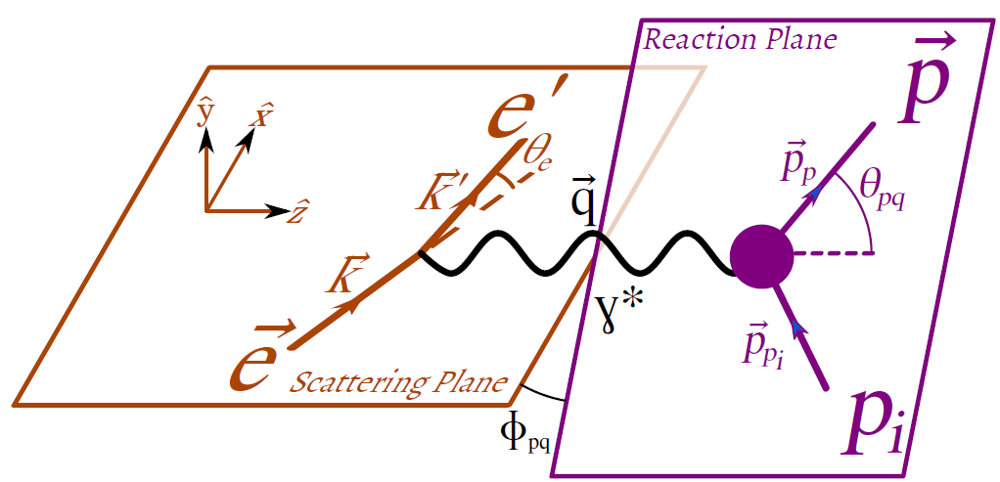 Reaction Plane
p⃗
ŷ
x̂
e′
θe
p⃗p
θpq
K⃗′
q⃗
ẑ
K⃗
γ*
p⃗pi
e⃗
Scattering Plane
pi
ϕpq